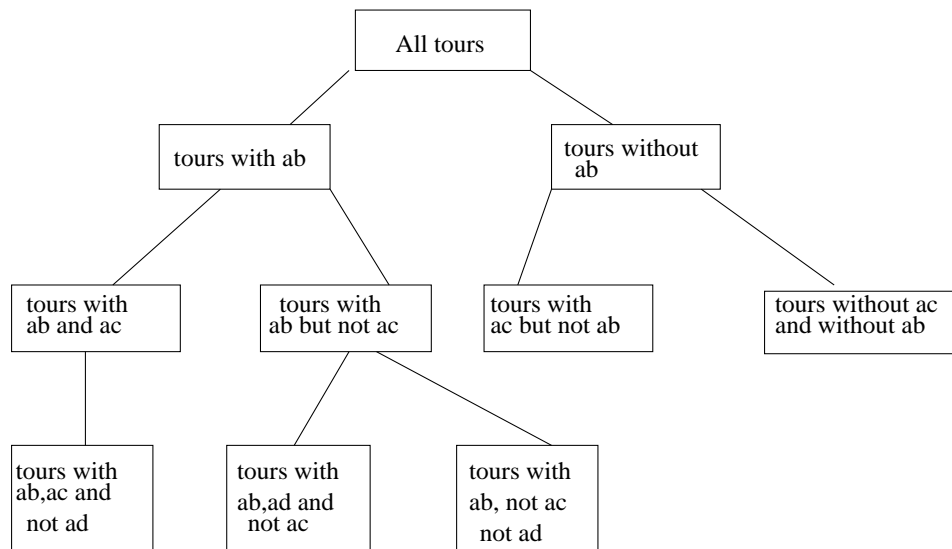 All tours
tours with ab
tours without
ab
tours with
ab and ac
tours with
ab but not ac
tours with
ac but not ab
tours without ac
and without ab
tours with
ab,ac and
not ad
tours with
ab,ad and
not ac
tours with
ab, not ac
not ad